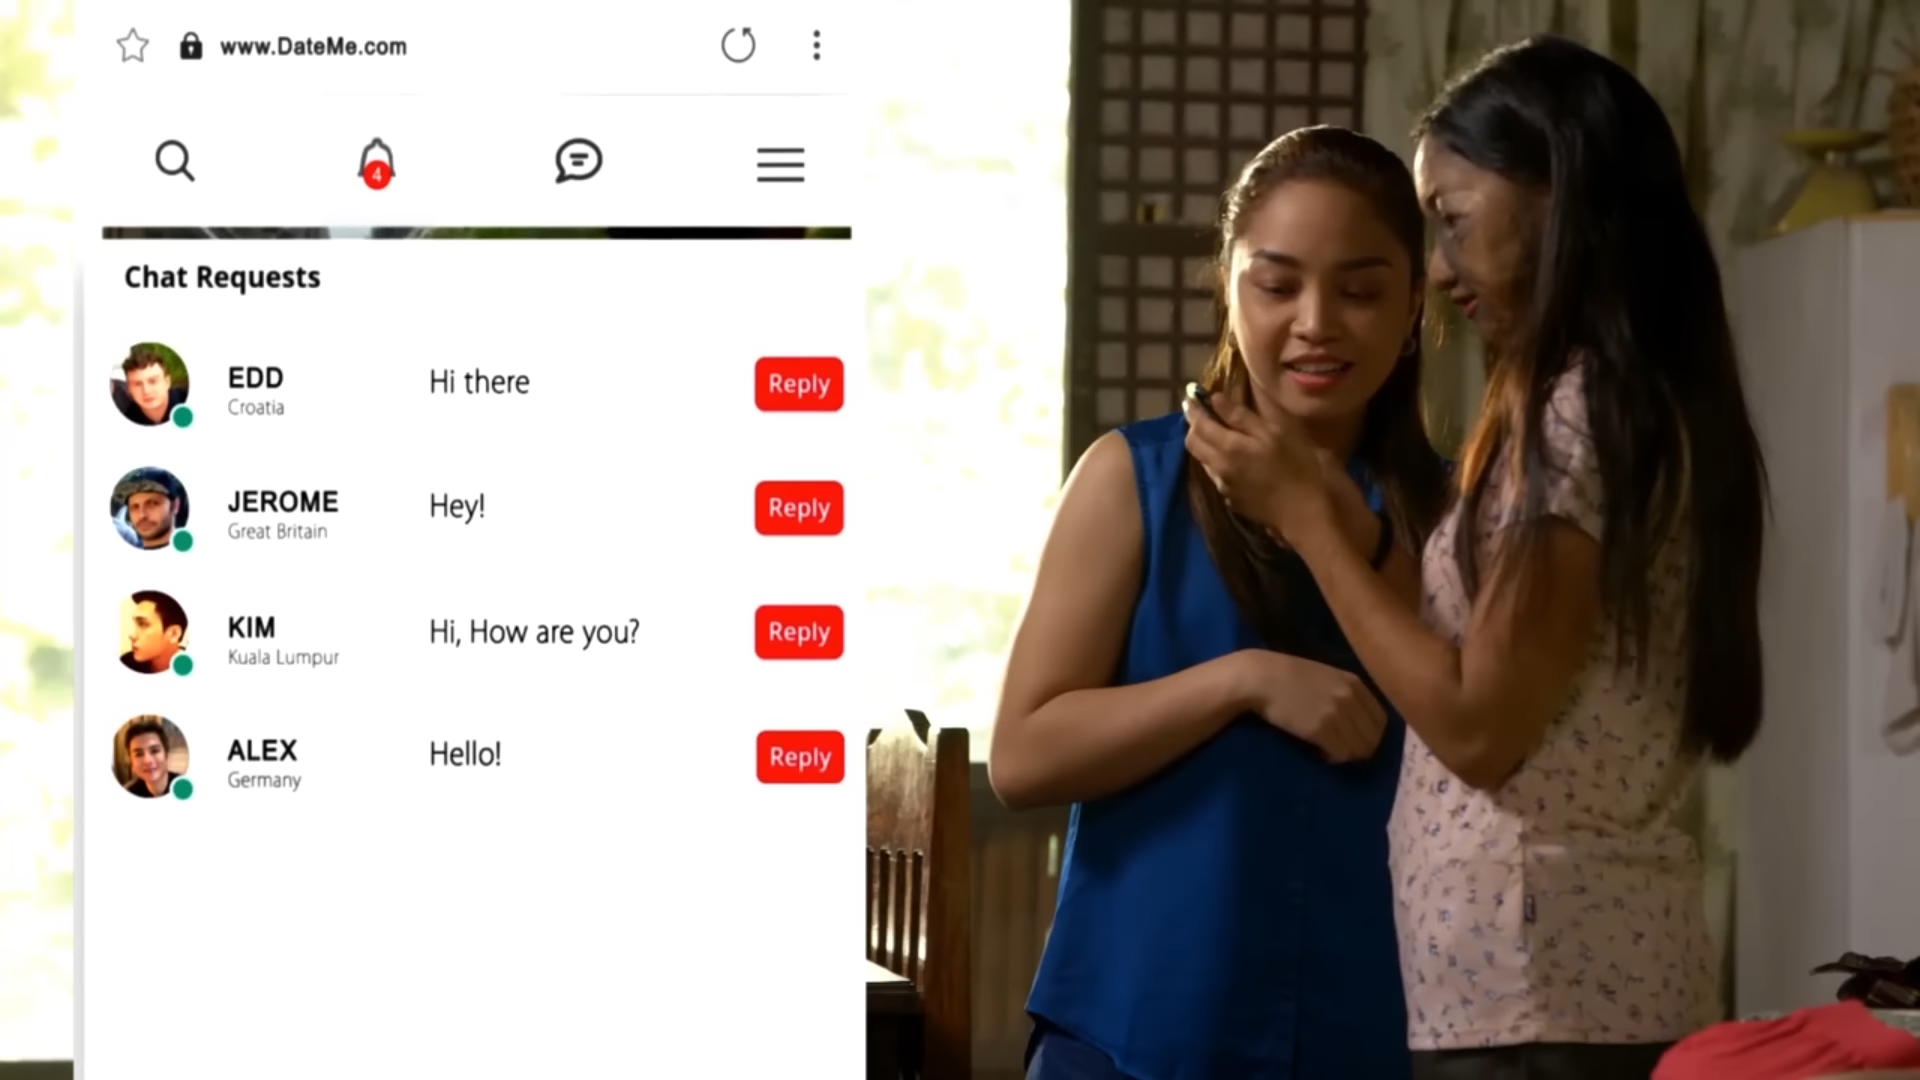 www.DateMe.com
4
Chat Requests
EDD
Croatia
Hi there
Reply
JEROME
Great Britain
Hey!
Reply
KIM
Kuala Lumpur
Hi, How are you?
Reply
ALEX
Germany
Hello!
Reply